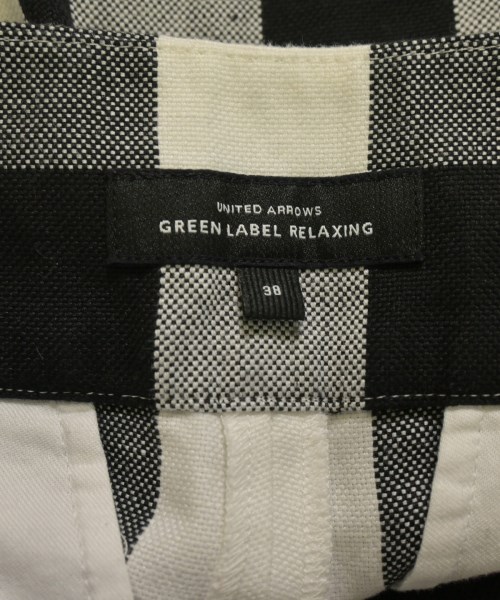 UNITED ARROWS
GREEN LABEL RELAXING
38